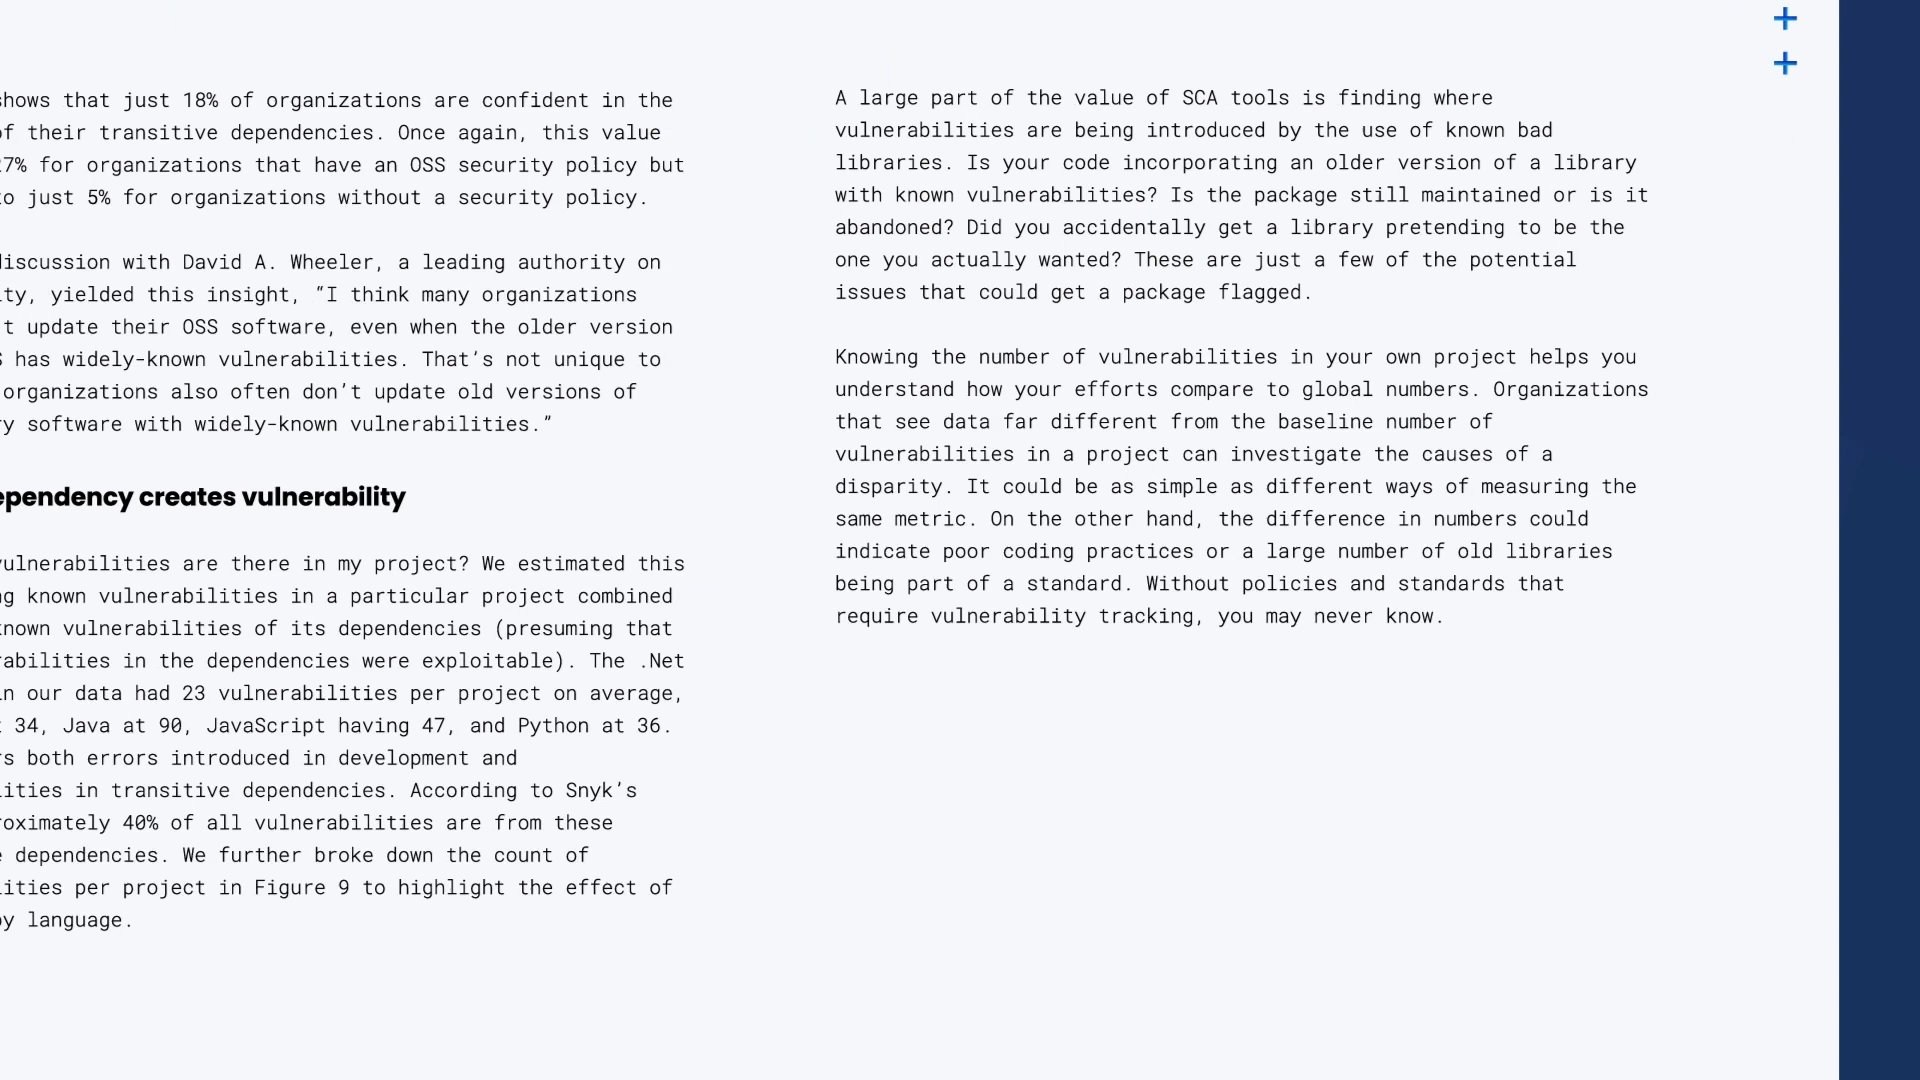 shows that just 18% of organizations are confident in the
of their transitive dependencies. Once again, this value
27% for organizations that have an OSS security policy but
to just 5% for organizations without a security policy.
discussion with David A. Wheeler, a leading authority on
ity, yielded this insight, “I think many organizations
t update their OSS software, even when the older version
S has widely-known vulnerabilities. That’s not unique to
organizations also often don’t update old versions of
ry software with widely-known vulnerabilities.”
ependency creates vulnerability
vulnerabilities are there in my project? We estimated this
ng known vulnerabilities in a particular project combined
known vulnerabilities of its dependencies (presuming that
rabilities in the dependencies were exploitable). The .Net
in our data had 23 vulnerabilities per project on average,
t 34, Java at 90, JavaScript having 47, and Python at 36.
rs both errors introduced in development and
lities in transitive dependencies. According to Snyk’s
roximately 40% of all vulnerabilities are from these
e dependencies. We further broke down the count of
lities per project in Figure 9 to highlight the effect of
by language.
A large part of the value of SCA tools is finding where
vulnerabilities are being introduced by the use of known bad
libraries. Is your code incorporating an older version of a library
with known vulnerabilities? Is the package still maintained or is it
abandoned? Did you accidentally get a library pretending to be the
one you actually wanted? These are just a few of the potential
issues that could get a package flagged.
Knowing the number of vulnerabilities in your own project helps you
understand how your efforts compare to global numbers. Organizations
that see data far different from the baseline number of
vulnerabilities in a project can investigate the causes of a
disparity. It could be as simple as different ways of measuring the
same metric. On the other hand, the difference in numbers could
indicate poor coding practices or a large number of old libraries
being part of a standard. Without policies and standards that
require vulnerability tracking, you may never know.